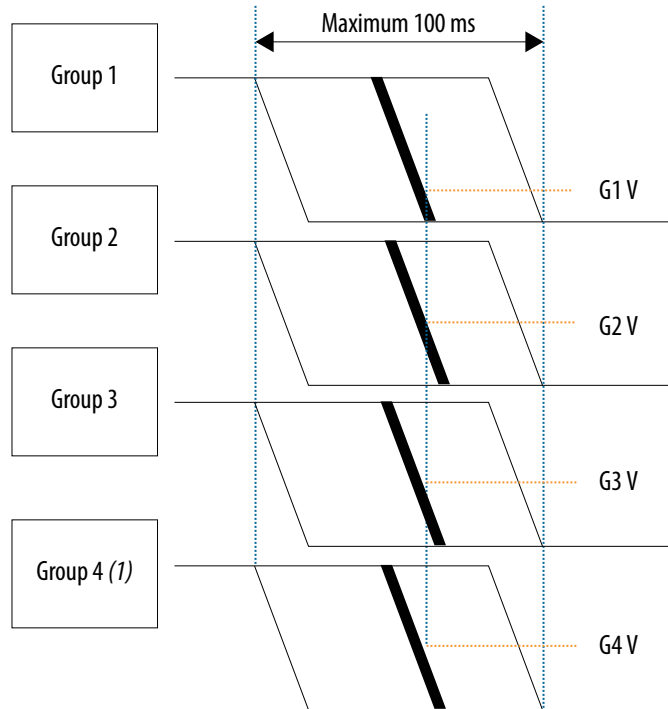 Maximum 100 ms
Group 1
G1 V
Group 2
G2 V
Group 3
G3 V
Group 4 (1)
G4 V